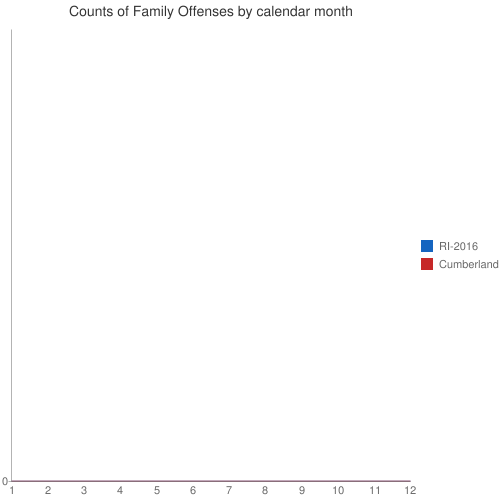 Counts of Family Offenses by calendar month
RI-2016
Cumberland
0
1 2 3 4 5 6 7 8 9 10 11 12